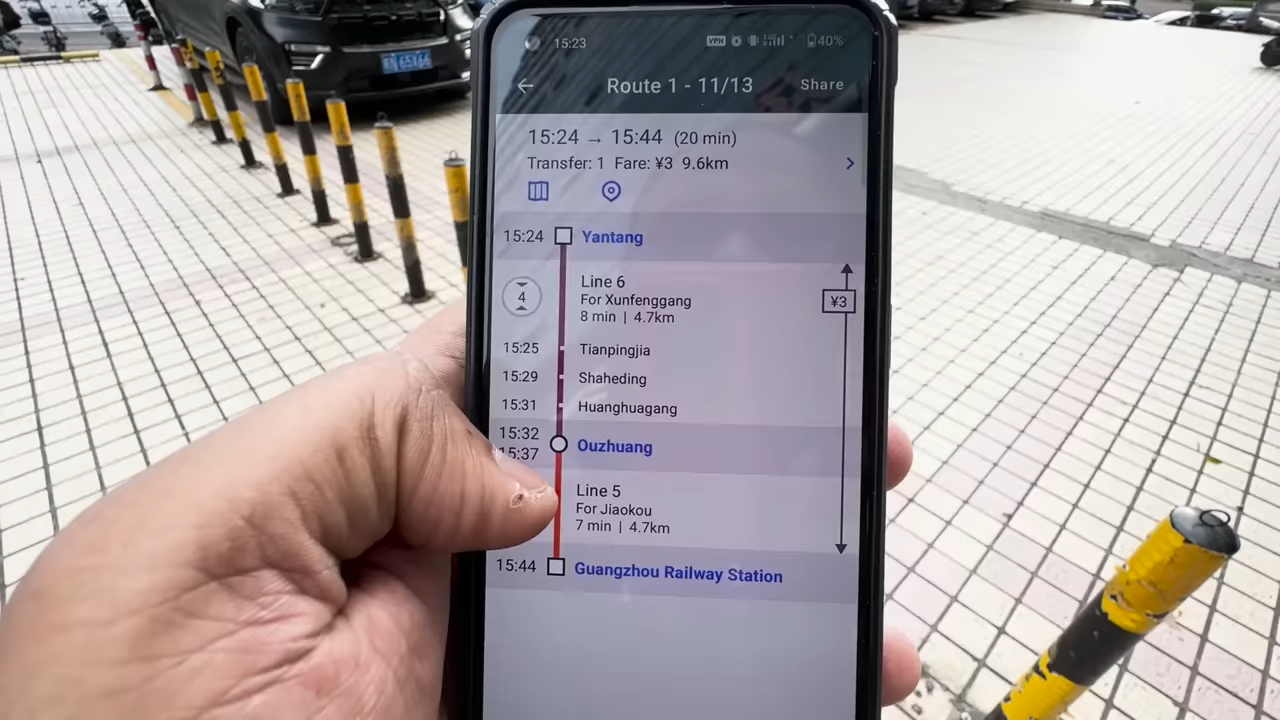 15:23
VPN
40%
Route 1 - 11/13
Share
15:24 → 15:44 (20 min)
Transfer: 1 Fare: ¥3 9.6km
15:24 Yantang
Line 6
4
For Xunfenggang
¥3
8 min | 4.7km
15:25 Tianpingjia
15:29 Shaheding
15:31 Huanghuagang
15:32
Ouzhuang
15:37
Line 5
For Jiaokou
7 min | 4.7km
15:44 Guangzhou Railway Station